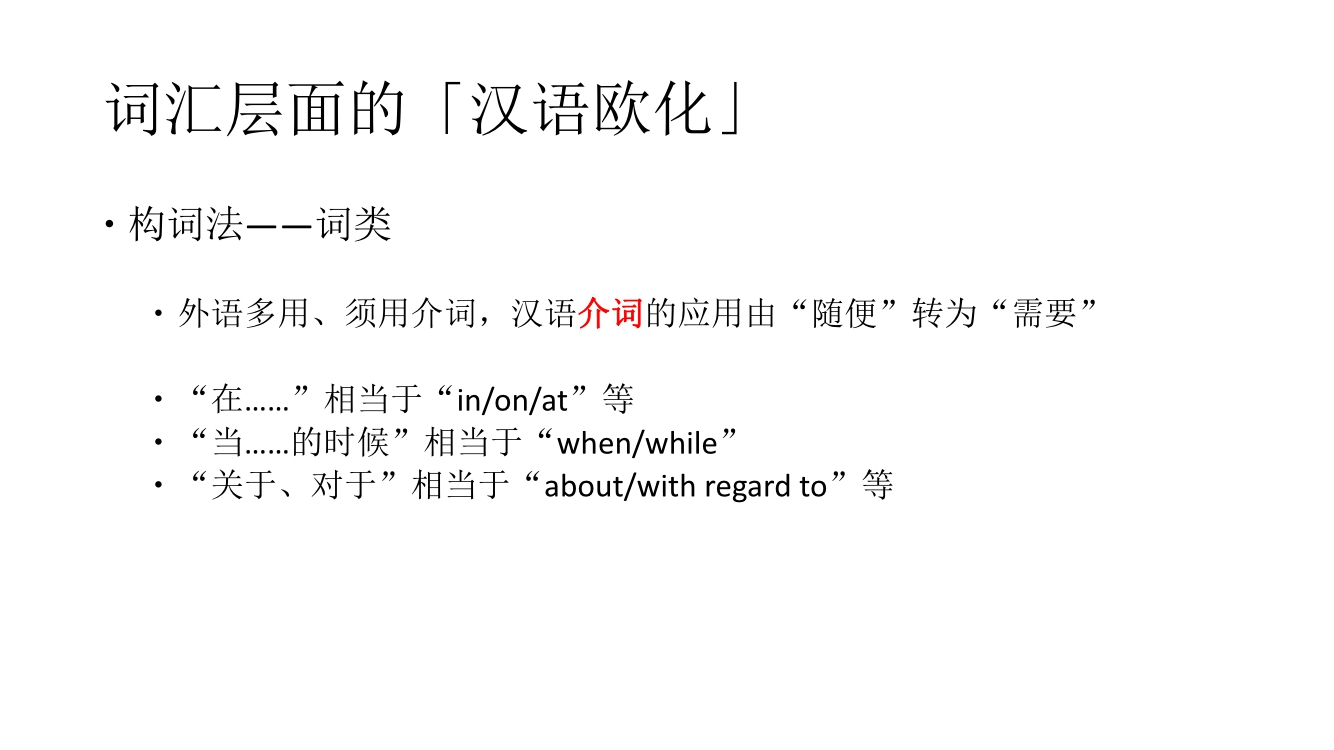 词汇层面的「汉语欧化」
• 构词法——词类
• 外语多用、须用介词，汉语介词的应用由“随便”转为“需要”
• “在……”相当于“in/on/at”等
• “当……的时候”相当于“when/while”
• “关于、对于”相当于“about/with regard to”等